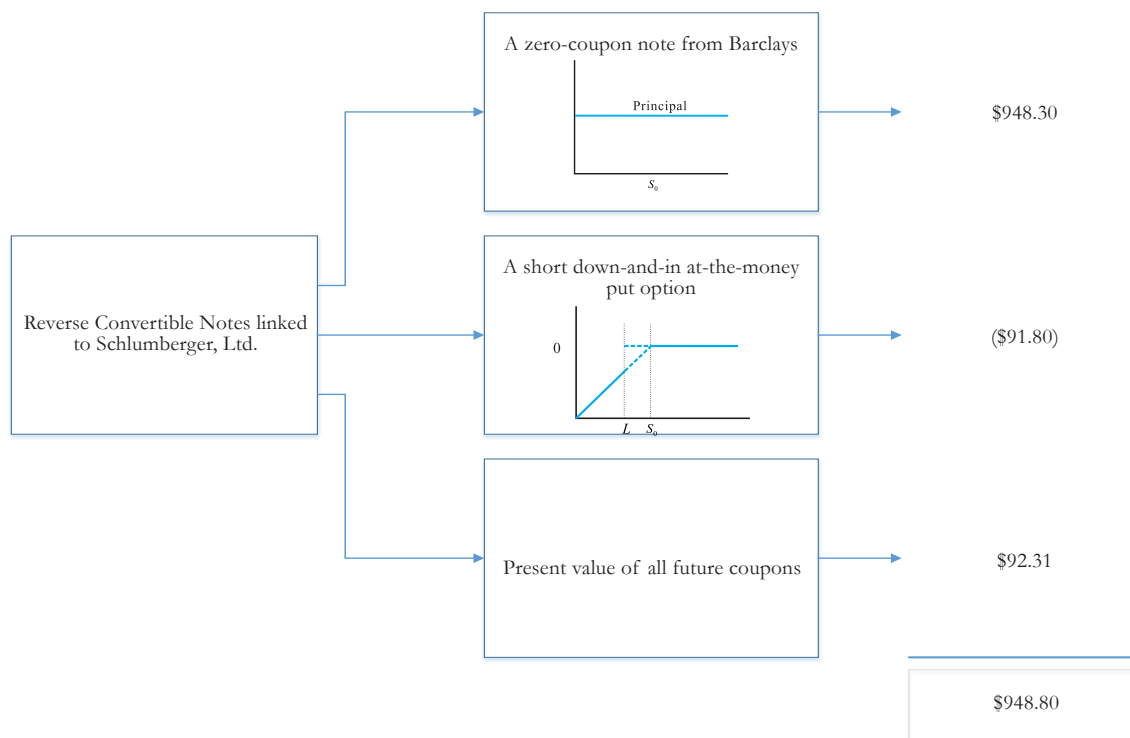 A zero-coupon note from Barclays
Principal
S₀
$948.30
Reverse Convertible Notes linked
to Schlumberger, Ltd.
A short down-and-in at-the-money
put option
0
L S₀
($91.80)
Present value of all future coupons
$92.31
$948.80